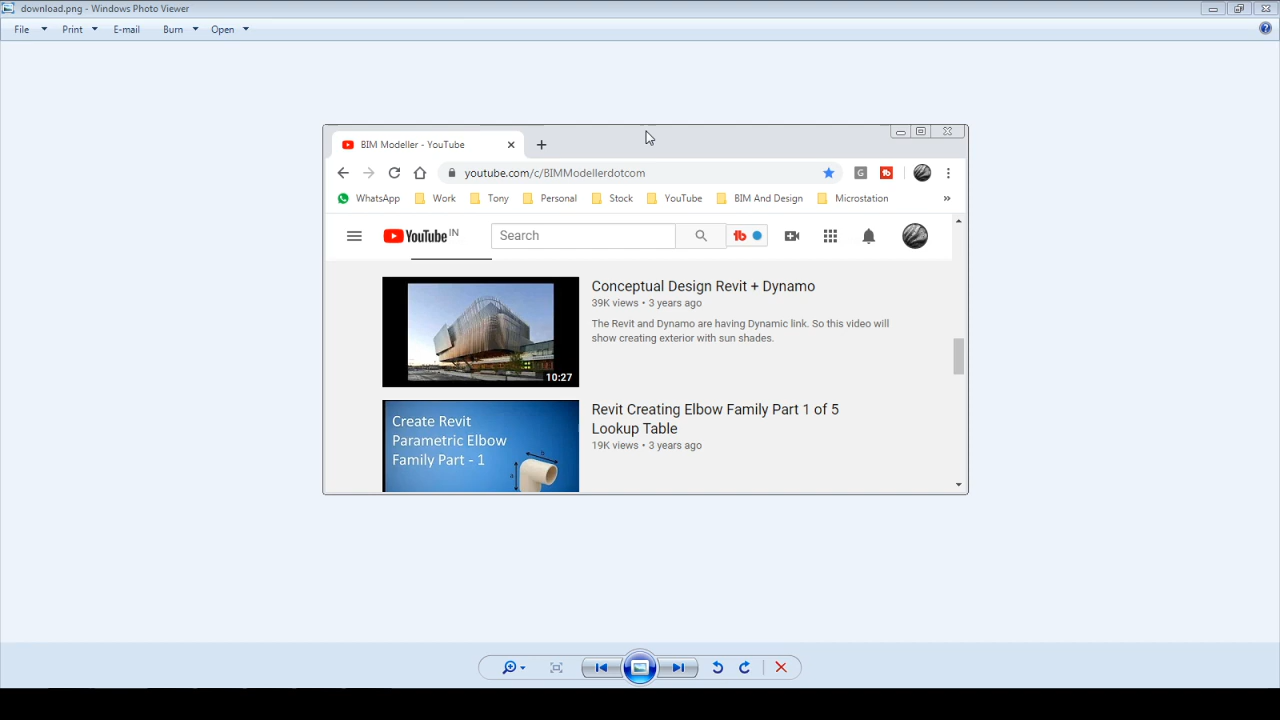 download.png - Windows Photo Viewer
File Print E-mail Burn Open
BIM Modeller - YouTube
youtube.com/c/BIMModellerdotcom
WhatsApp Work Tony Personal Stock YouTube BIM And Design Microstation »
YouTube IN Search
Conceptual Design Revit + Dynamo
39K views • 3 years ago
The Revit and Dynamo are having Dynamic link. So this video will
show creating exterior with sun shades.
10:27
Create Revit
Parametric Elbow
Family Part - 1
Revit Creating Elbow Family Part 1 of 5
Lookup Table
19K views • 3 years ago